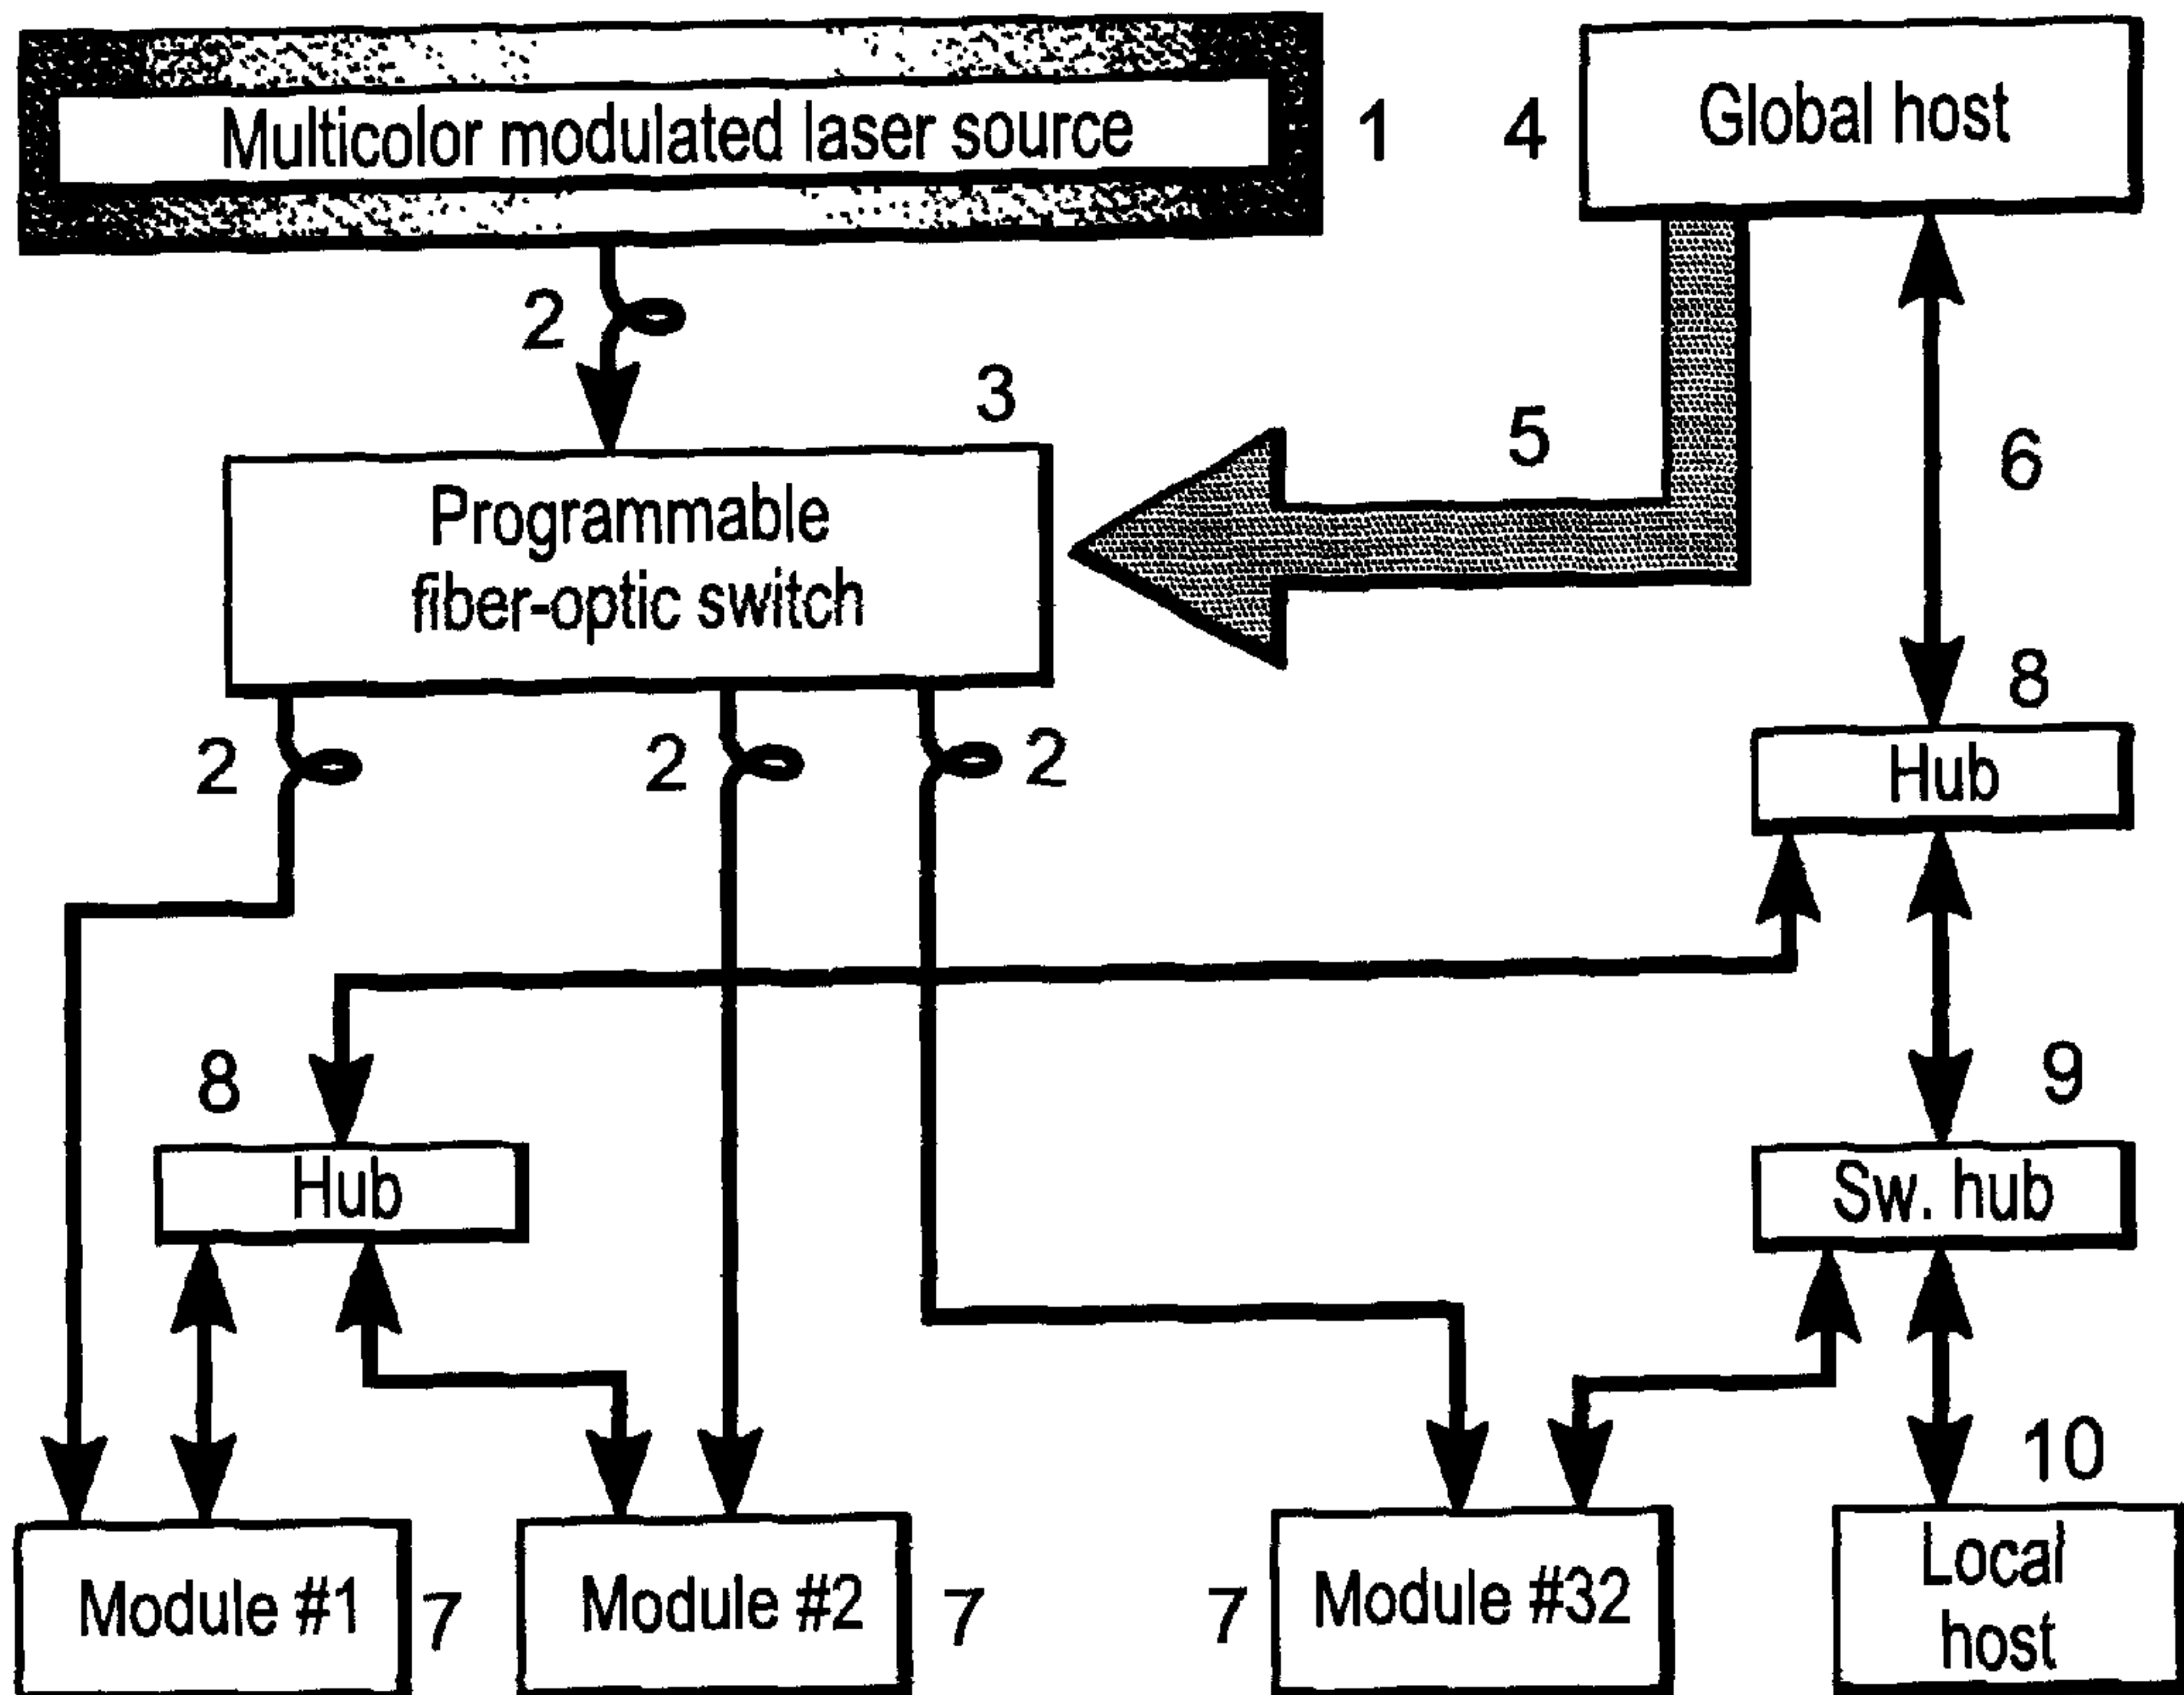 Multicolor modulated laser source
1
4
Global host
2
3
5
6
Programmable
fiber-optic switch
8
2
2
2
Hub
8
9
Hub
Sw. hub
10
Module #1
7
Module #2
7
7
Module #32
Local
host